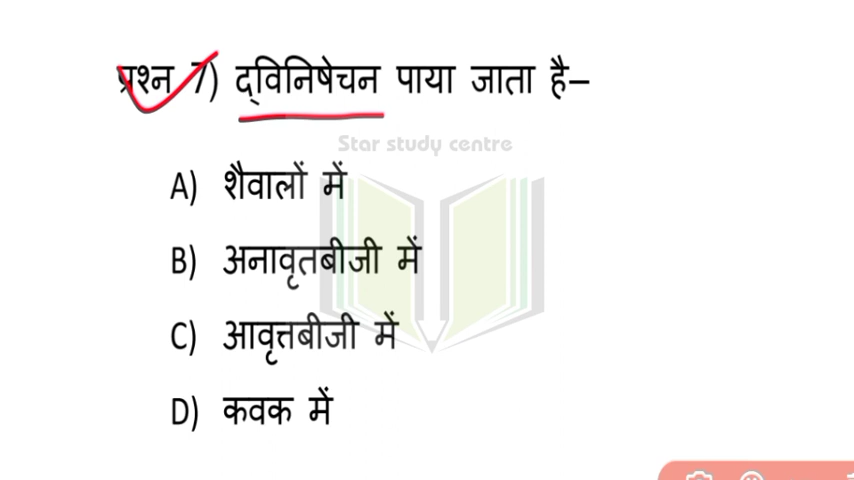 प्रश्न 7) द्विनिषेचन पाया जाता है–
Star study centre
A) शैवालों में
B) अनावृतबीजी में
C) आवृत्तबीजी में
D) कवक में